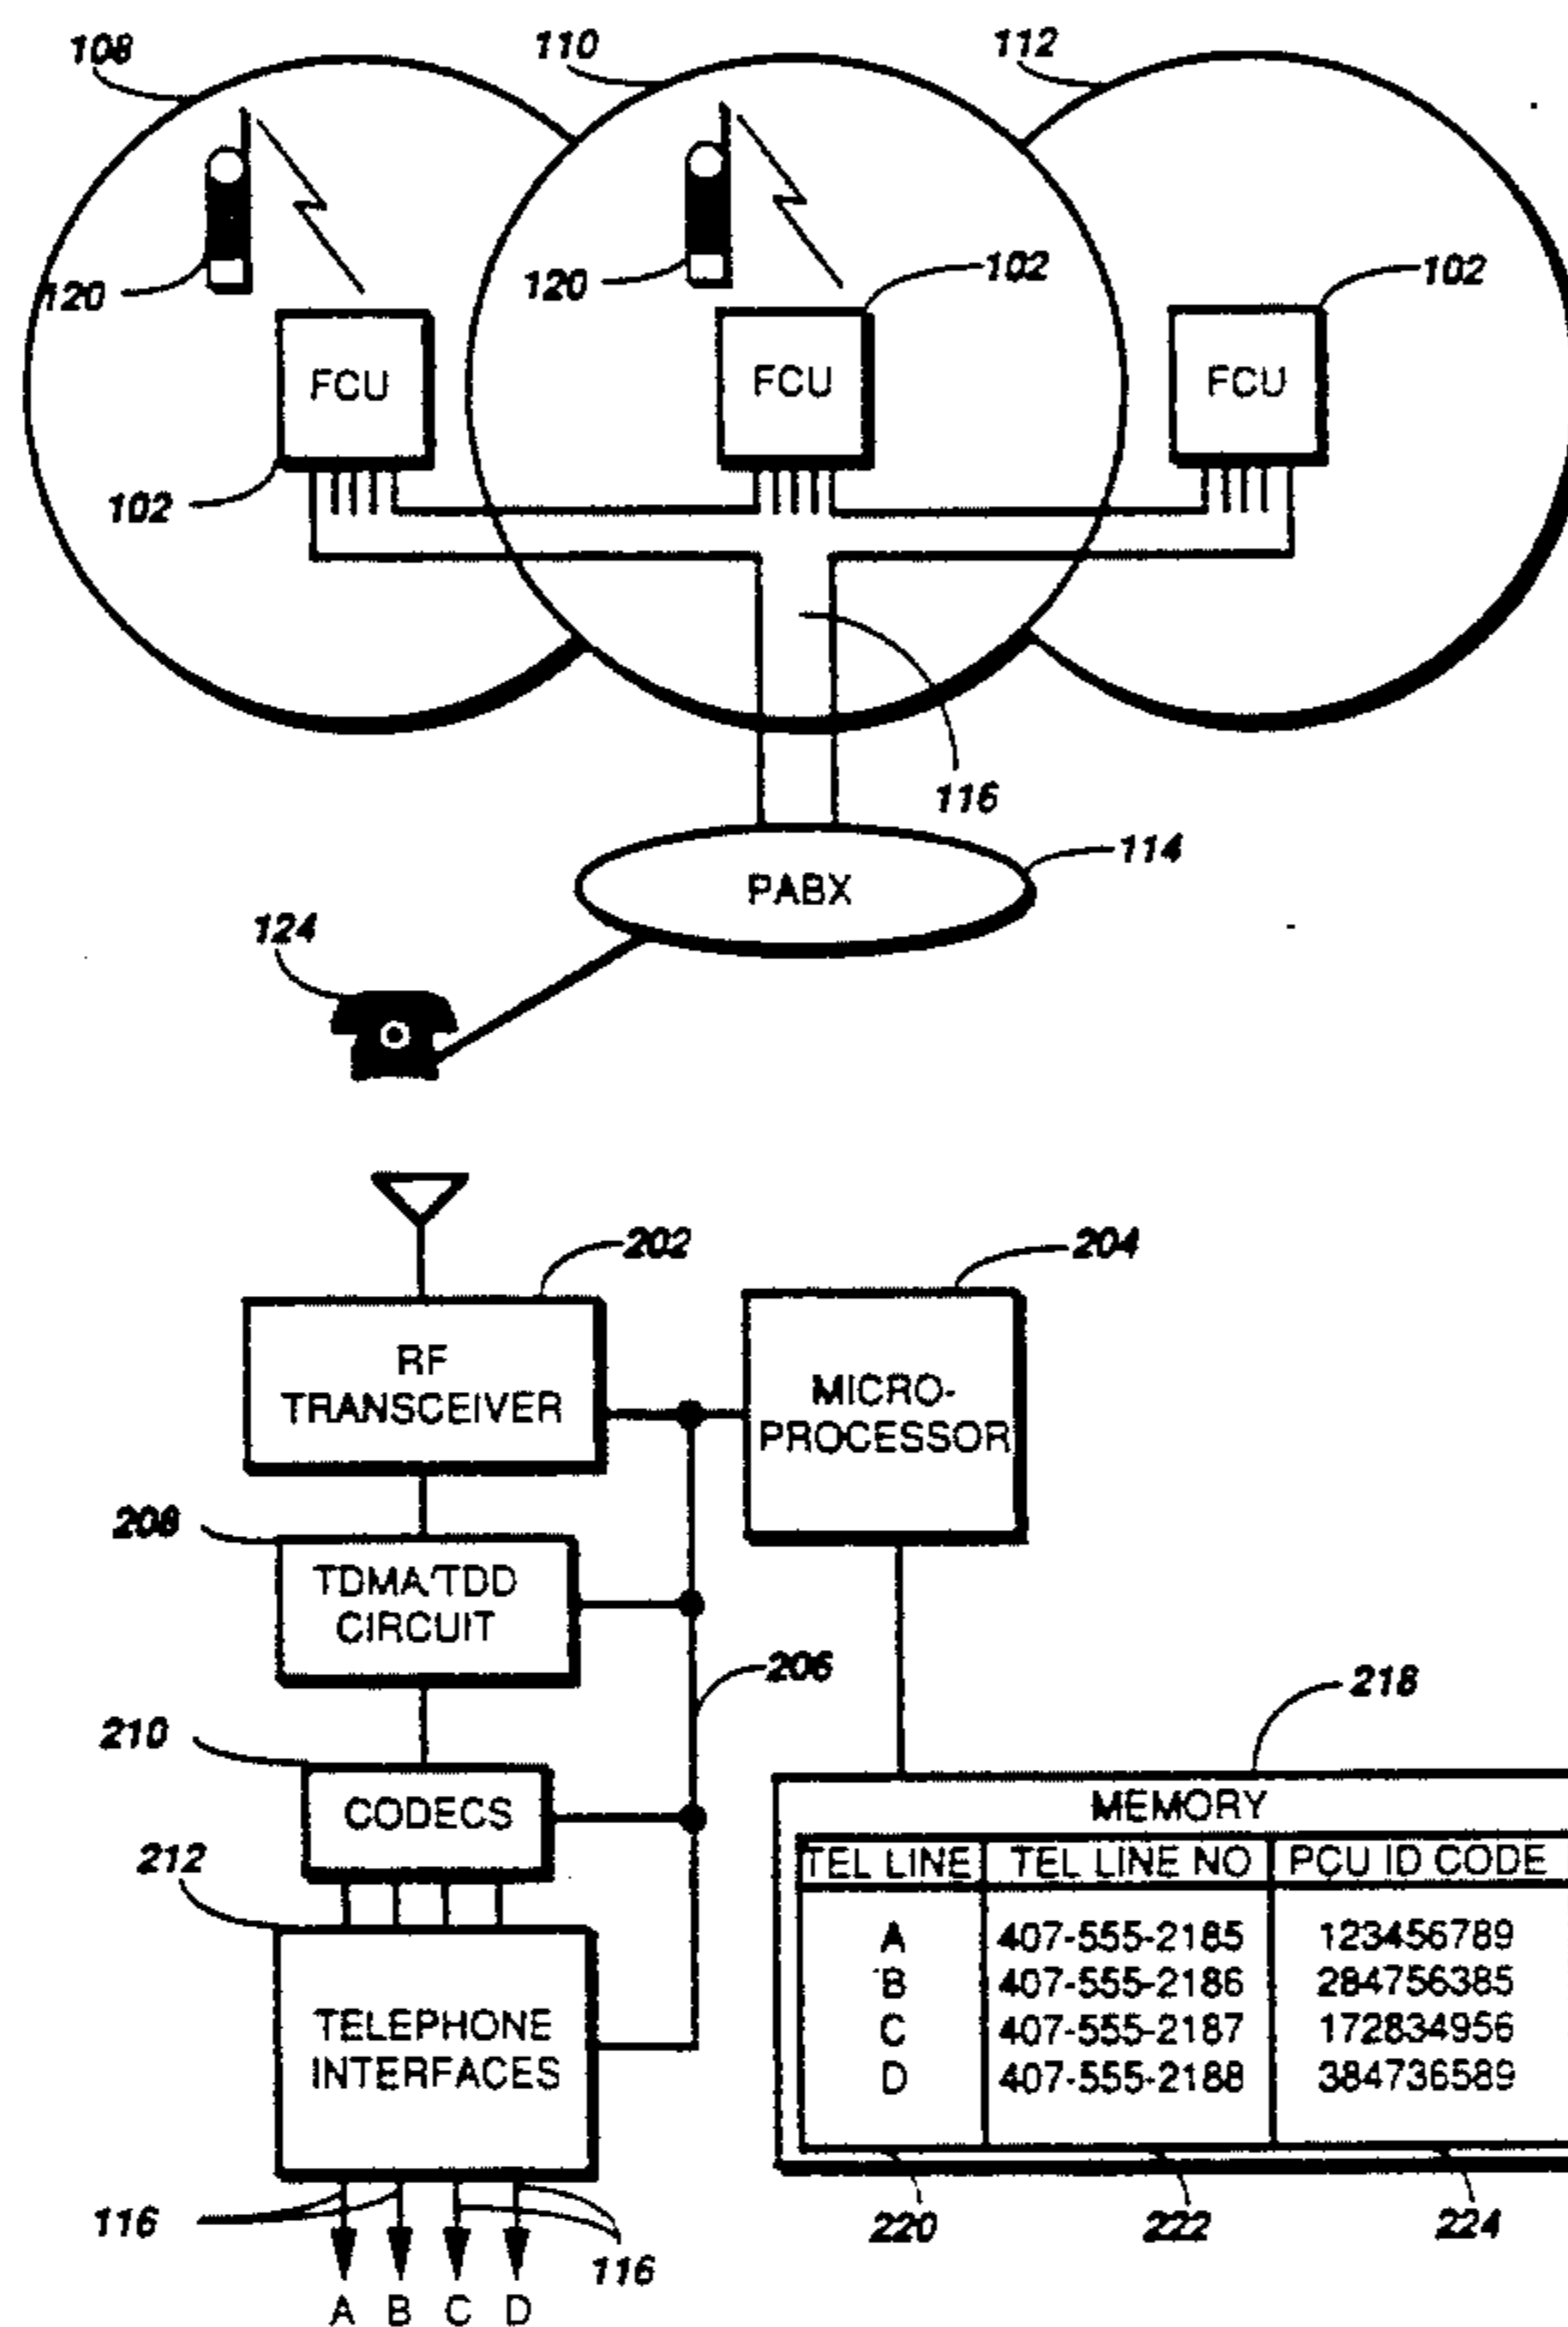 108 110 112
120 120 102 102
FCU FCU FCU
102
116
114
PABX
124
202 204
RF
TRANSCEIVER
MICRO-
PROCESSOR
208
TDMA/TDD
CIRCUIT
206
218
210
CODECS
MEMORY
212
TEL LINE TEL LINE NO PCU ID CODE
A 407-555-2185 123456789
B 407-555-2186 284756385
C 407-555-2187 172834956
D 407-555-2188 384736589
TELEPHONE
INTERFACES
116 116
220 222 224
A B C D